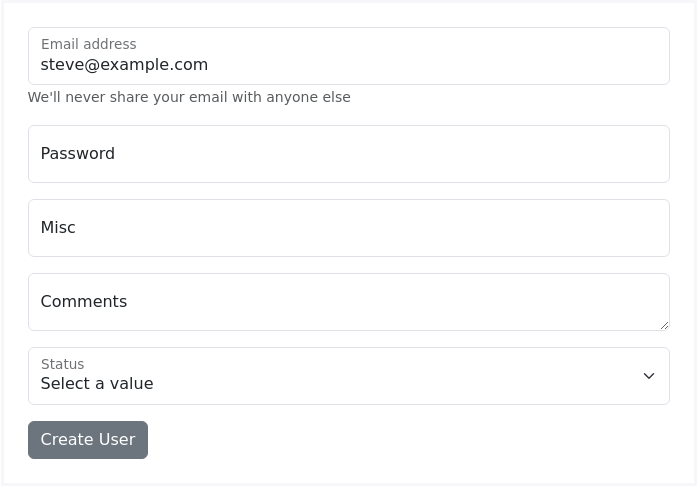 Email address
steve@example.com
We'll never share your email with anyone else
Password
Misc
Comments
Status
Select a value
Create User